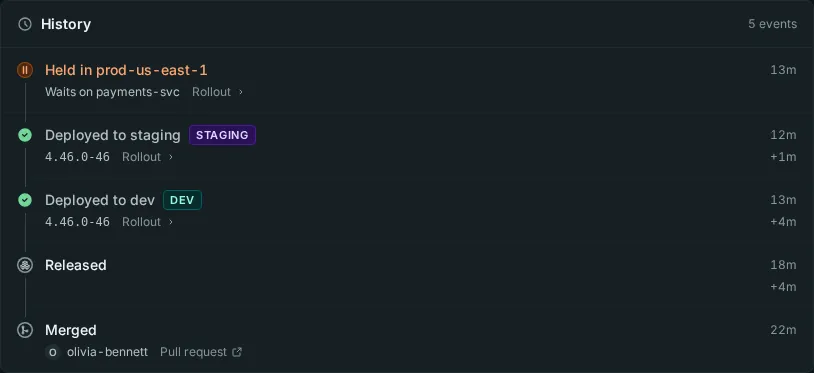 History 5 events
Held in prod-us-east-1 13m
Waits on payments-svc Rollout ›
Deployed to staging STAGING 12m
4.46.0-46 Rollout › +1m
Deployed to dev DEV 13m
4.46.0-46 Rollout › +4m
Released 18m
+4m
Merged 22m
O olivia-bennett Pull request